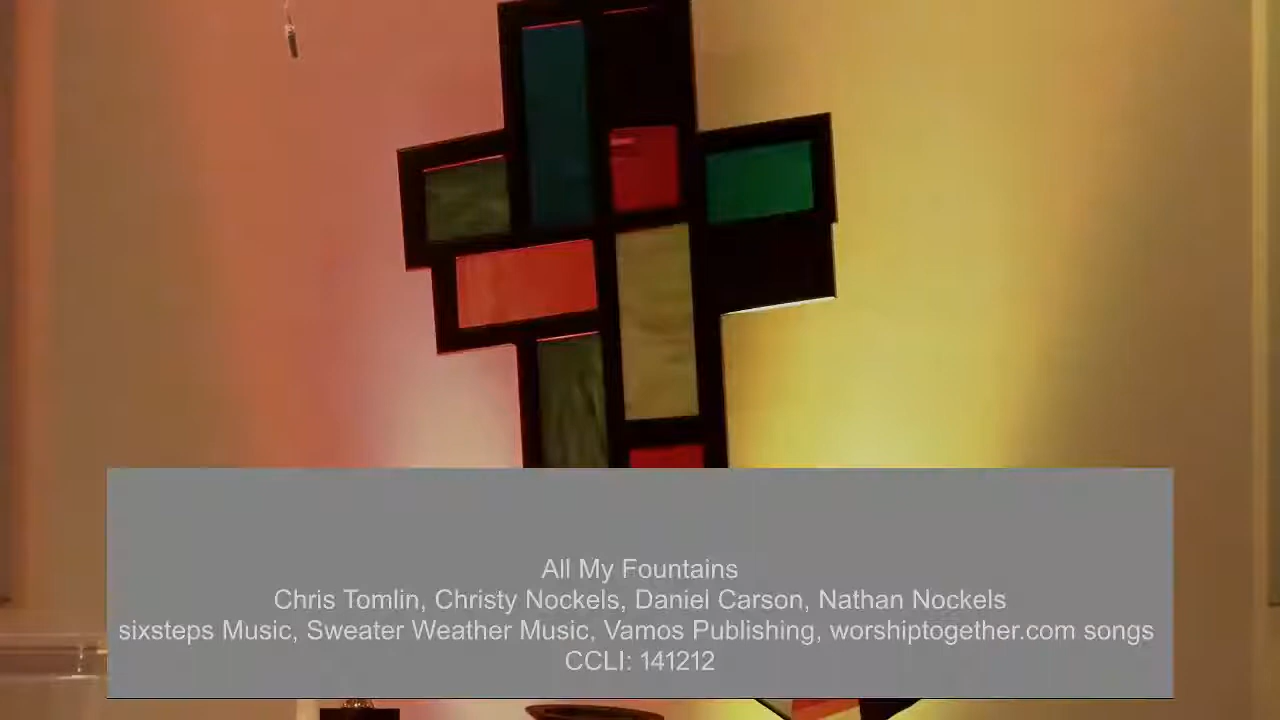 All My Fountains
Chris Tomlin, Christy Nockels, Daniel Carson, Nathan Nockels
sixsteps Music, Sweater Weather Music, Vamos Publishing, worshiptogether.com songs
CCLI: 141212